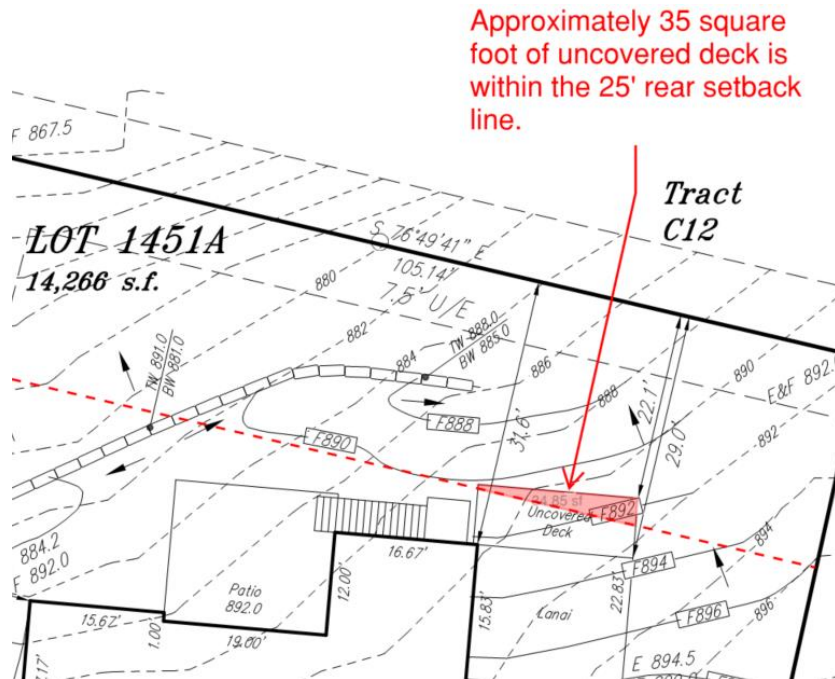 Approximately 35 square
foot of uncovered deck is
within the 25' rear setback
line.
F 867.5
Tract
C12
LOT 1451A
14,266 s.f.
S 76°49'41" E
105.14'
7.5' U/E
880
882
884
TW 888.0
BW 885.0
886
888
890
E&F 892.
892
TW 891.0
BW 881.0
31.6'
22.1'
29.0'
F888
F890
34.85 sf
Uncovered
Deck
F892
894
F894
884.2
F 892.0
16.67'
Patio
892.0
12.00'
15.83'
Lanai
22.83'
F896
896
15.67'
1.00'
19.00'
7.17'
E 894.5